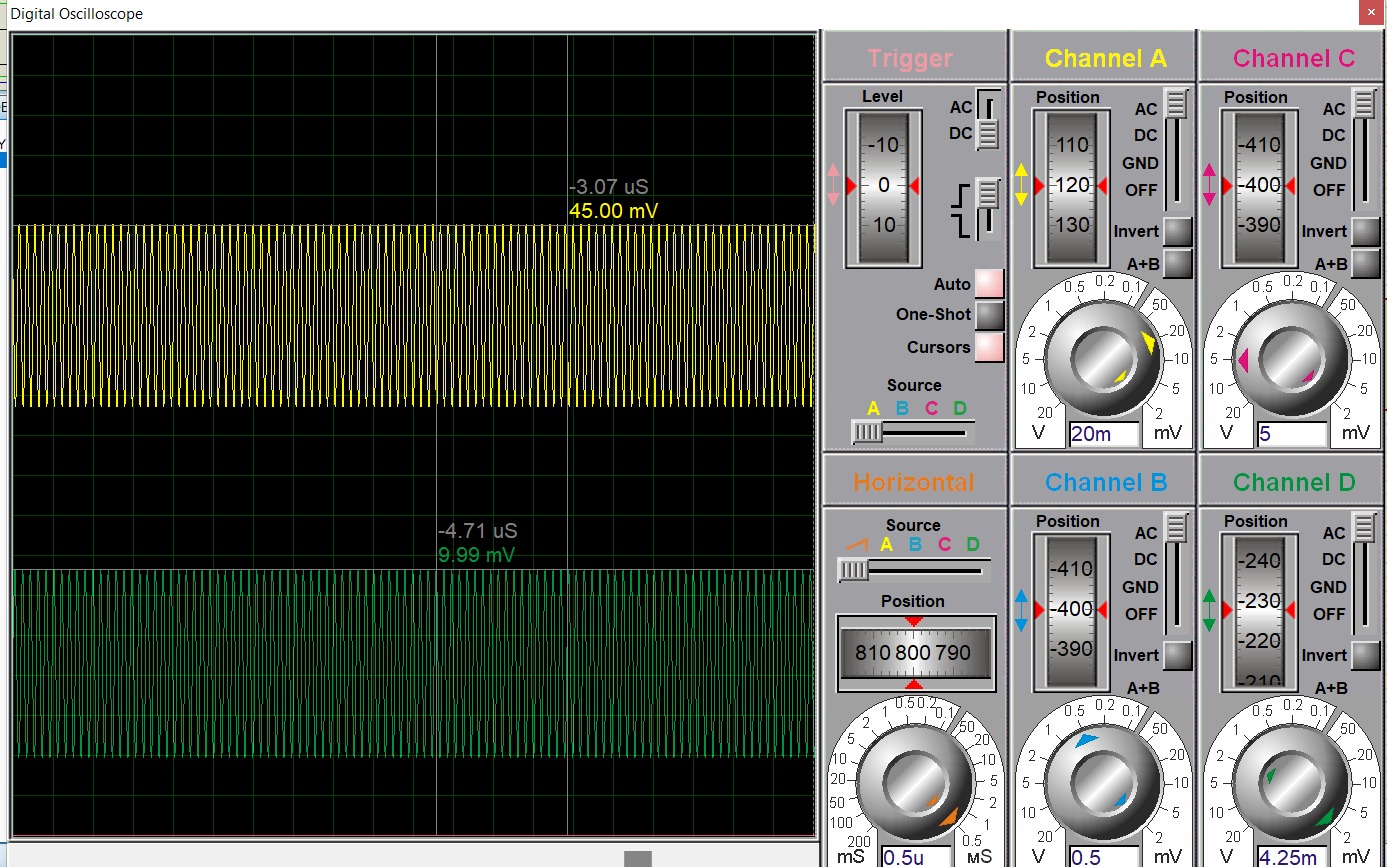 Digital Oscilloscope
-3.07 uS
45.00 mV
-4.71 uS
9.99 mV
Trigger
Level
-10
0
10
AC
DC
Auto
One-Shot
Cursors
Source
A B C D
Channel A
Position
110
120
130
AC
DC
GND
OFF
Invert
A+B
20
10
5
2
1
0.5
0.2
0.1
50
20
10
5
2
V
20m
mV
Channel C
Position
-410
-400
-390
AC
DC
GND
OFF
Invert
A+B
20
10
5
2
1
0.5
0.2
0.1
50
20
10
5
2
V
5
mV
Horizontal
Source
A B C D
Position
810 800 790
200
100
50
20
10
5
2
1
0.5
0.2
0.1
50
20
10
5
2
1
0.5
mS
0.5u
мS
Channel B
Position
-410
-400
-390
AC
DC
GND
OFF
Invert
A+B
20
10
5
2
1
0.5
0.2
0.1
50
20
10
5
2
V
0.5
mV
Channel D
Position
-240
-230
-220
-210
AC
DC
GND
OFF
Invert
A+B
20
10
5
2
1
0.5
0.2
0.1
50
20
10
5
2
V
4.25m
mV